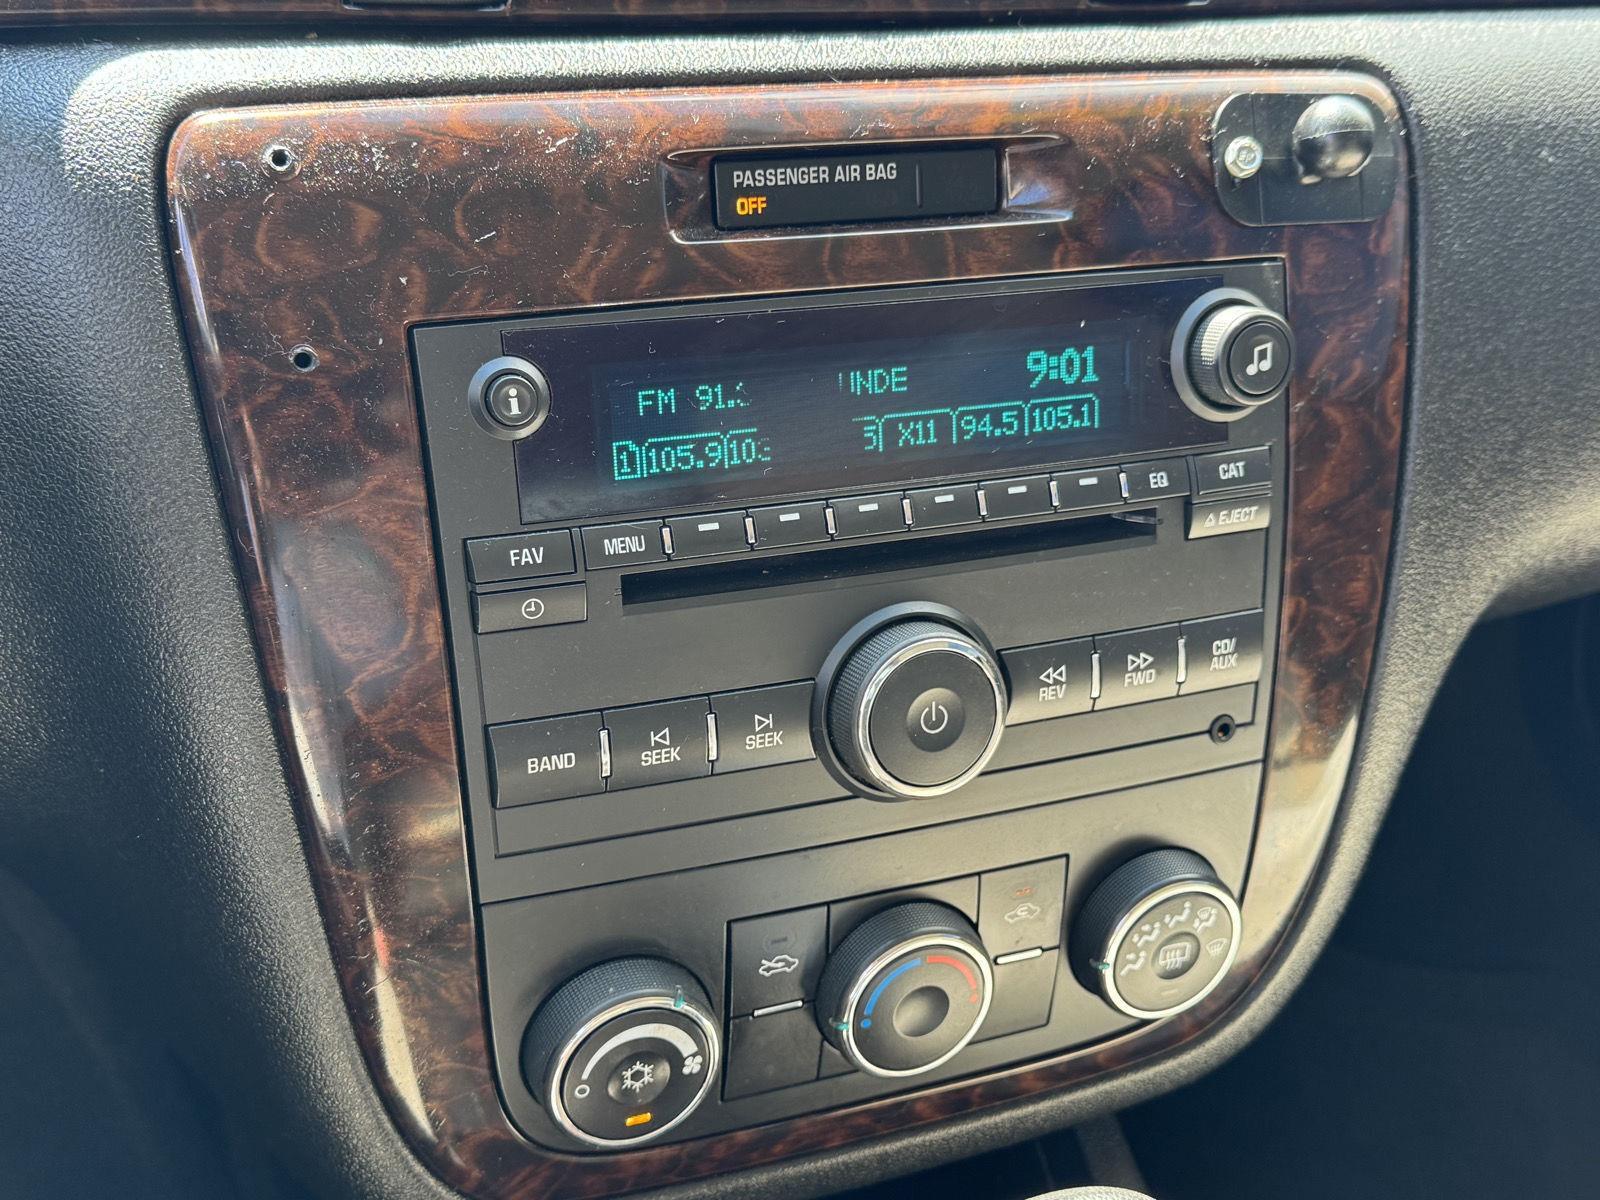 PASSENGER AIR BAG
OFF
i
FM 91.
9:01
1 105.9 X11 94.5 105.1
EQ
CAT
FAV
MENU
EJECT
BAND
SEEK
SEEK
REV
FWD
CD/
AUX